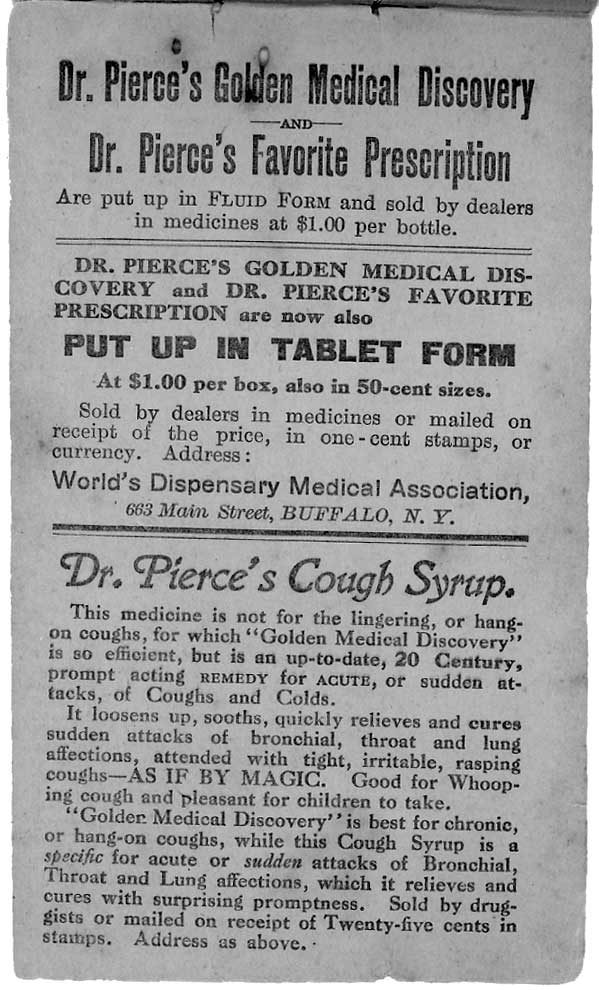 Dr. Pierce's Golden Medical Discovery
—AND—
Dr. Pierce's Favorite Prescription
Are put up in FLUID FORM and sold by dealers
in medicines at $1.00 per bottle.
DR. PIERCE'S GOLDEN MEDICAL DIS-
COVERY and DR. PIERCE'S FAVORITE
PRESCRIPTION are now also
PUT UP IN TABLET FORM
At $1.00 per box, also in 50-cent sizes.
Sold by dealers in medicines or mailed on
receipt of the price, in one-cent stamps, or
currency. Address:
World's Dispensary Medical Association,
663 Main Street, BUFFALO, N. Y.
Dr. Pierce's Cough Syrup.
This medicine is not for the lingering, or hang-
on coughs, for which "Golden Medical Discovery"
is so efficient, but is an up-to-date, 20 Century,
prompt acting REMEDY for ACUTE, or sudden at-
tacks, of Coughs and Colds.
It loosens up, sooths, quickly relieves and cures
sudden attacks of bronchial, throat and lung
affections, attended with tight, irritable, rasping
coughs—AS IF BY MAGIC. Good for Whoop-
ing cough and pleasant for children to take.
"Golden Medical Discovery" is best for chronic,
or hang-on coughs, while this Cough Syrup is a
specific for acute or sudden attacks of Bronchial,
Throat and Lung affections, which it relieves and
cures with surprising promptness. Sold by drug-
gists or mailed on receipt of Twenty-five cents in
stamps. Address as above.